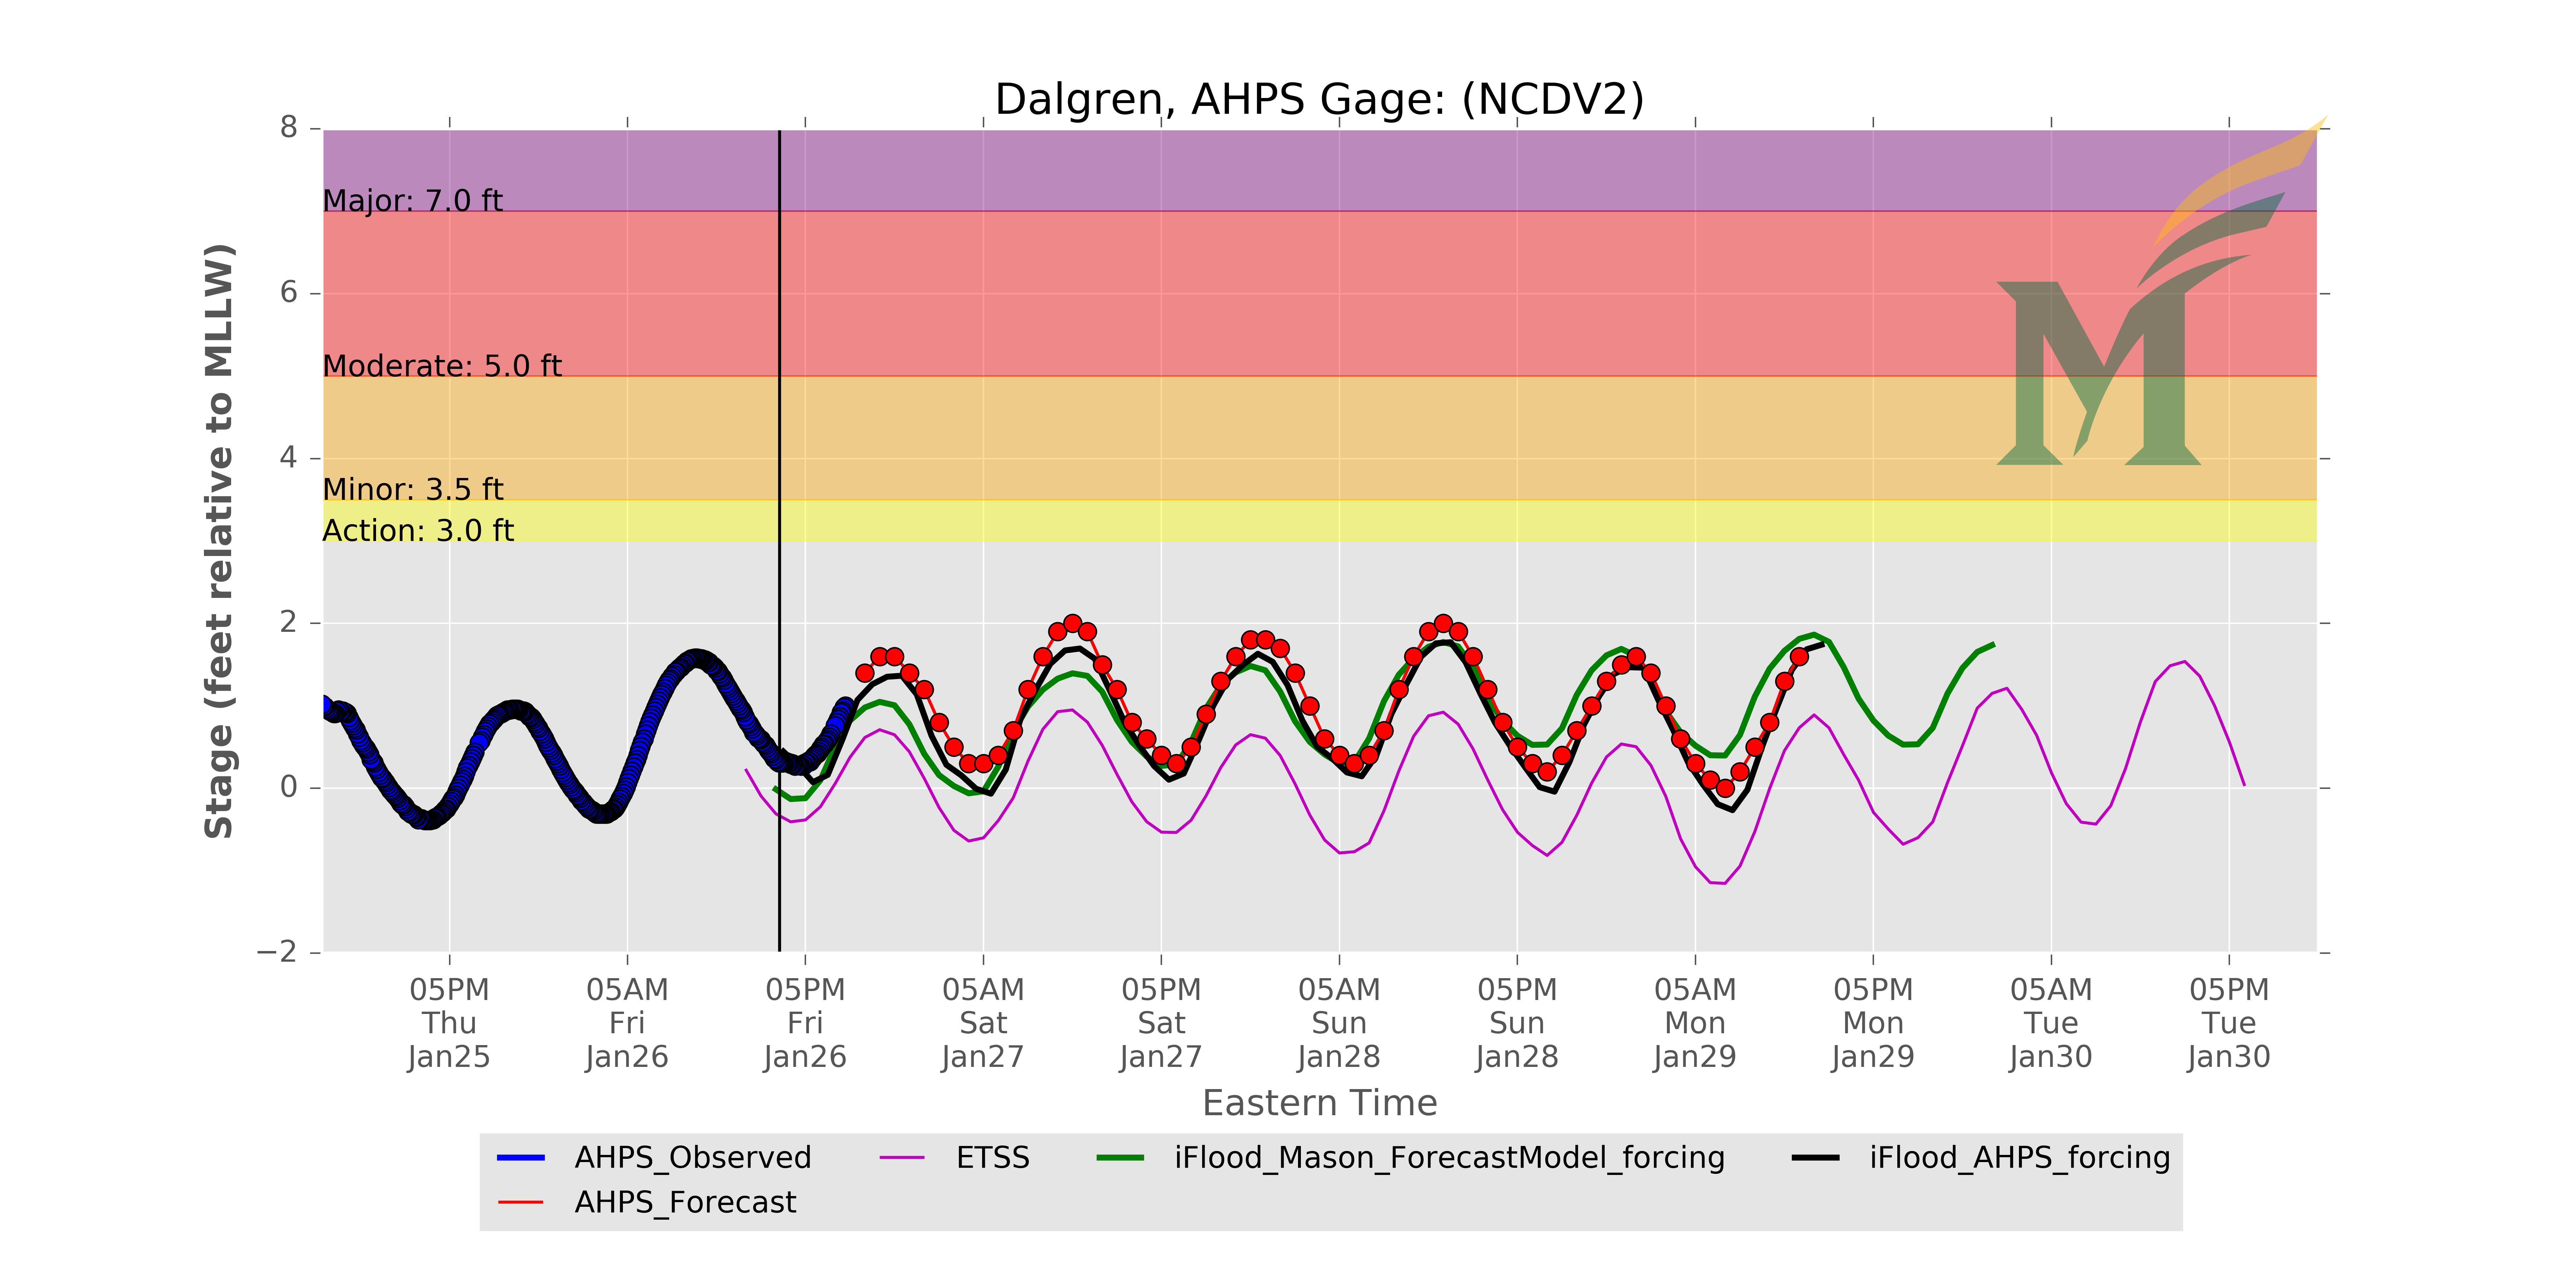 Dalgren, AHPS Gage: (NCDV2)
8
Major: 7.0 ft
6
Moderate: 5.0 ft
4
Minor: 3.5 ft
Action: 3.0 ft
2
0
−2
Stage (feet relative to MLLW)
05PM 05AM 05PM 05AM 05PM 05AM 05PM 05AM 05PM 05AM 05PM
Thu Fri Fri Sat Sat Sun Sun Mon Mon Tue Tue
Jan25 Jan26 Jan26 Jan27 Jan27 Jan28 Jan28 Jan29 Jan29 Jan30 Jan30
Eastern Time
AHPS_Observed ETSS iFlood_Mason_ForecastModel_forcing iFlood_AHPS_forcing
AHPS_Forecast
M